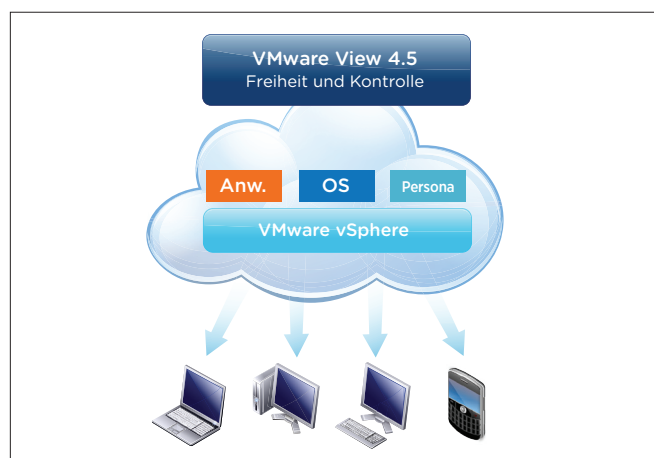 VMware View 4.5
Freiheit und Kontrolle
Anw. OS Persona
VMware vSphere